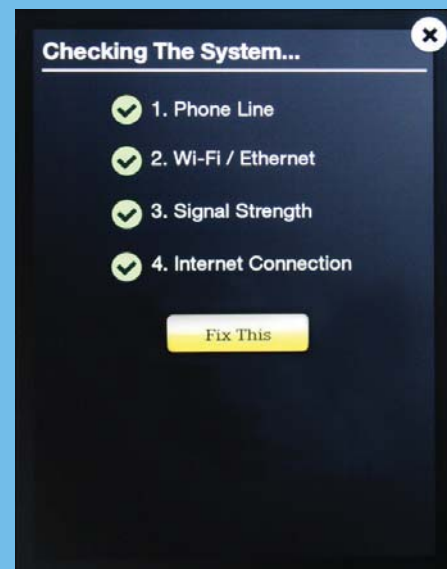 Checking The System...
1. Phone Line
2. Wi-Fi / Ethernet
3. Signal Strength
4. Internet Connection
Fix This